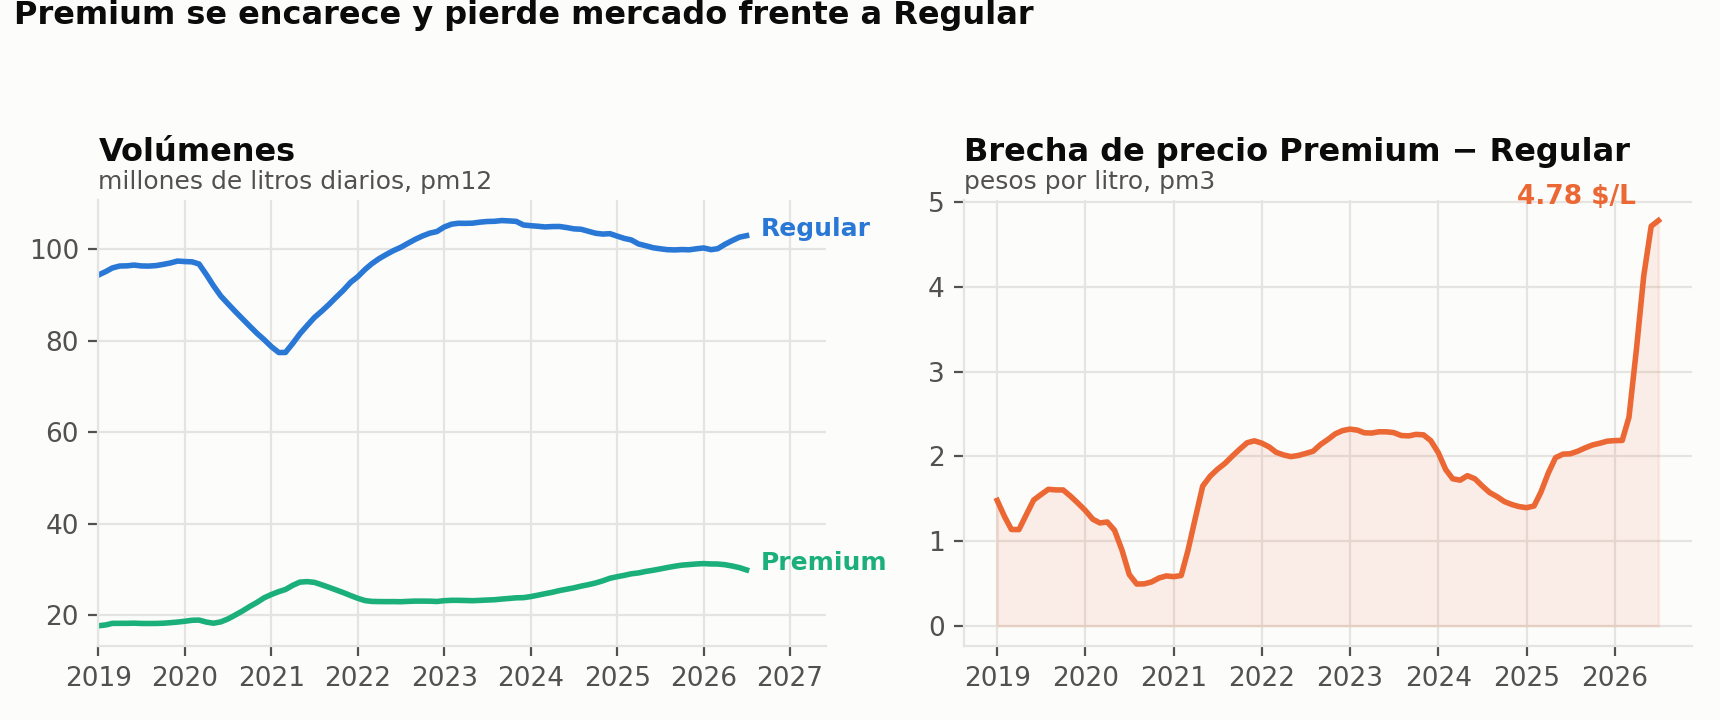 Premium se encarece y pierde mercado frente a Regular
Volúmenes
millones de litros diarios, pm12
100
80
60
40
20
Regular
Premium
2019 2020 2021 2022 2023 2024 2025 2026 2027
Brecha de precio Premium − Regular
pesos por litro, pm3
4.78 $/L
5
4
3
2
1
0
2019 2020 2021 2022 2023 2024 2025 2026